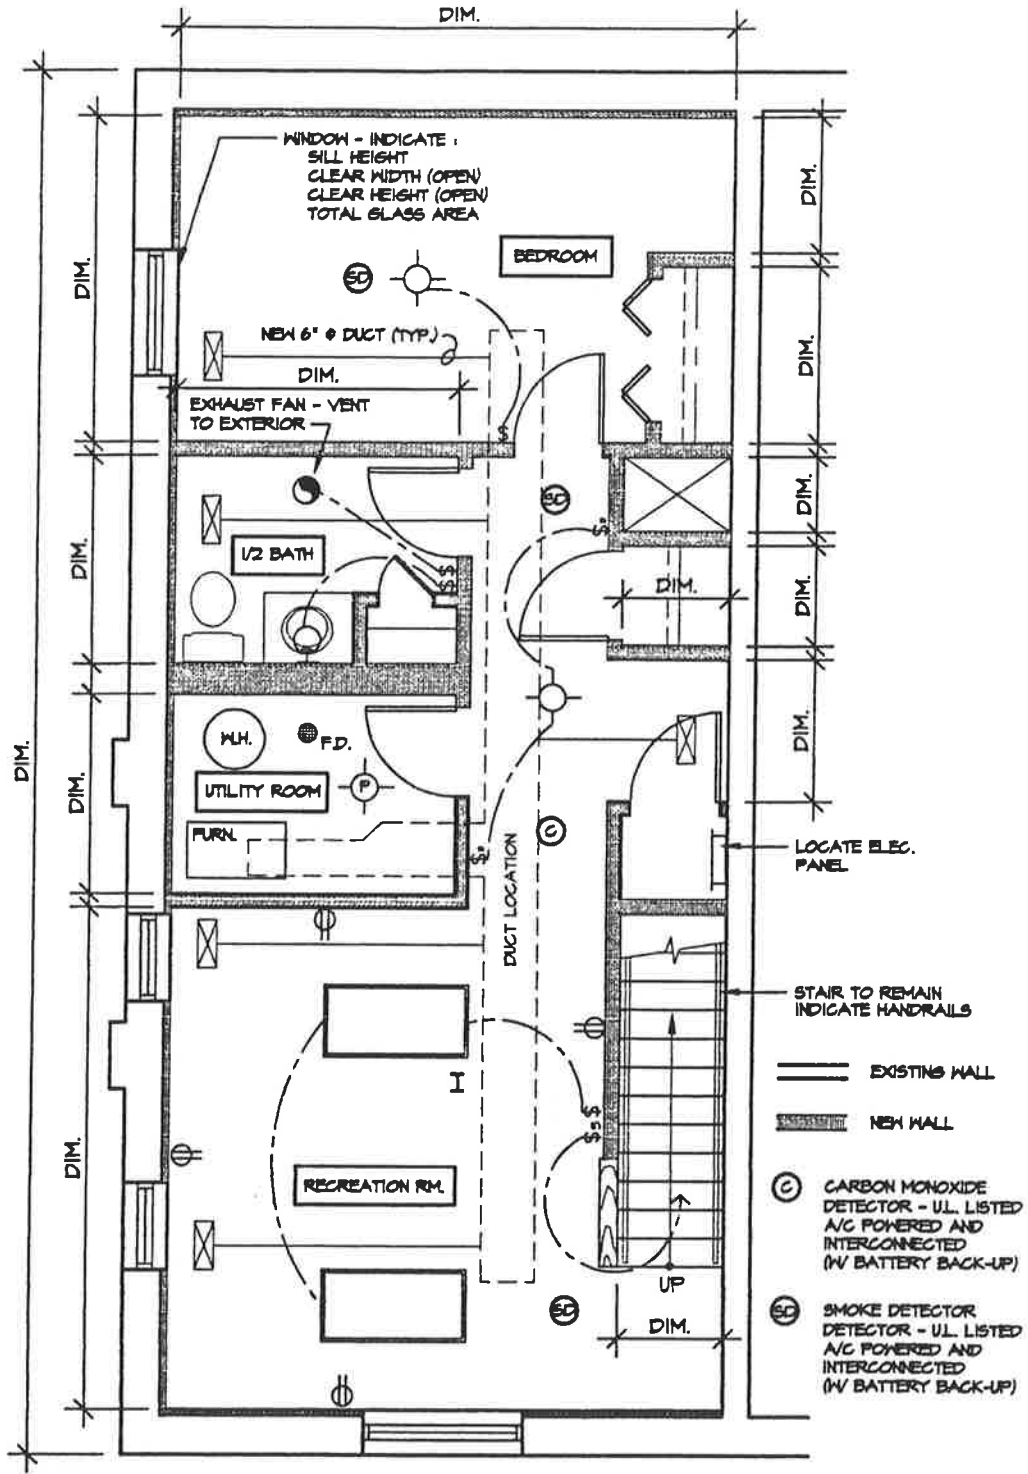 DIM.
WINDOW - INDICATE :
SILL HEIGHT
CLEAR WIDTH (OPEN)
CLEAR HEIGHT (OPEN)
TOTAL GLASS AREA
DIM.
DIM.
BEDROOM
SD
NEW 6" Φ DUCT (TYP.)
DIM.
DIM.
EXHAUST FAN - VENT
TO EXTERIOR
$
SD
DIM.
$"
1/2 BATH
DIM.
$
$
DIM.
DIM.
DIM.
DIM.
W.H.
F.D.
UTILITY ROOM
P
DIM.
FURN.
C
$"
DUCT LOCATION
LOCATE ELEC.
PANEL
STAIR TO REMAIN
INDICATE HANDRAILS
EXISTING WALL
I
$
$3
NEW WALL
DIM.
RECREATION RM.
C
CARBON MONOXIDE
DETECTOR - U.L. LISTED
A/C POWERED AND
INTERCONNECTED
(W/ BATTERY BACK-UP)
UP
SD
DIM.
SD
SMOKE DETECTOR
DETECTOR - U.L. LISTED
A/C POWERED AND
INTERCONNECTED
(W/ BATTERY BACK-UP)